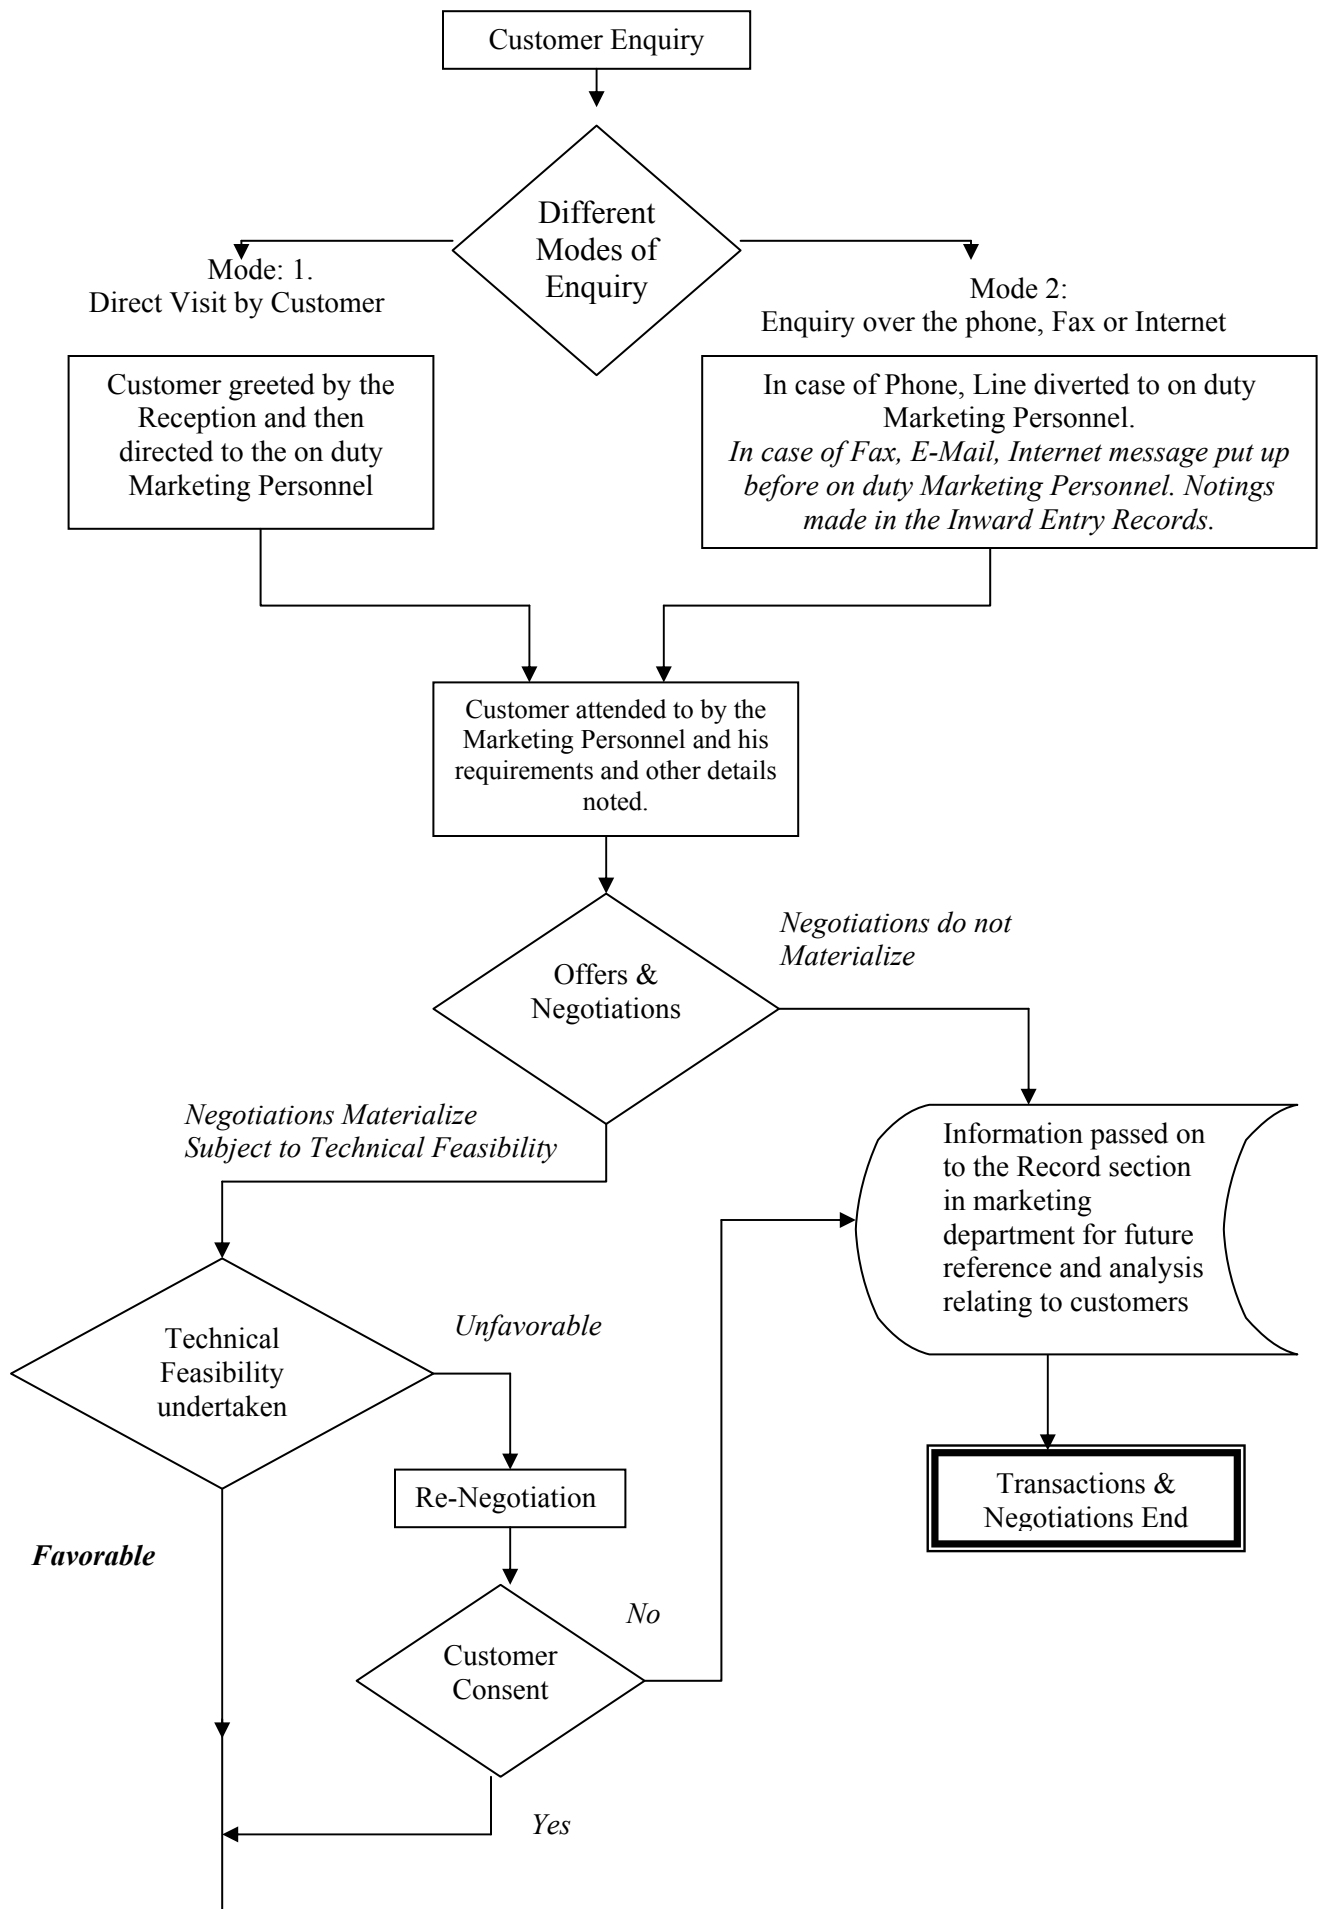 Customer Enquiry
Different
Modes of
Enquiry
Mode: 1.
Direct Visit by Customer
Mode 2:
Enquiry over the phone, Fax or Internet
Customer greeted by the
Reception and then
directed to the on duty
Marketing Personnel
In case of Phone, Line diverted to on duty
Marketing Personnel.
In case of Fax, E-Mail, Internet message put up
before on duty Marketing Personnel. Notings
made in the Inward Entry Records.
Customer attended to by the
Marketing Personnel and his
requirements and other details
noted.
Offers &
Negotiations
Negotiations do not
Materialize
Negotiations Materialize
Subject to Technical Feasibility
Information passed on
to the Record section
in marketing
department for future
reference and analysis
relating to customers
Technical
Feasibility
undertaken
Unfavorable
Re-Negotiation
Transactions &
Negotiations End
Favorable
Customer
Consent
No
Yes